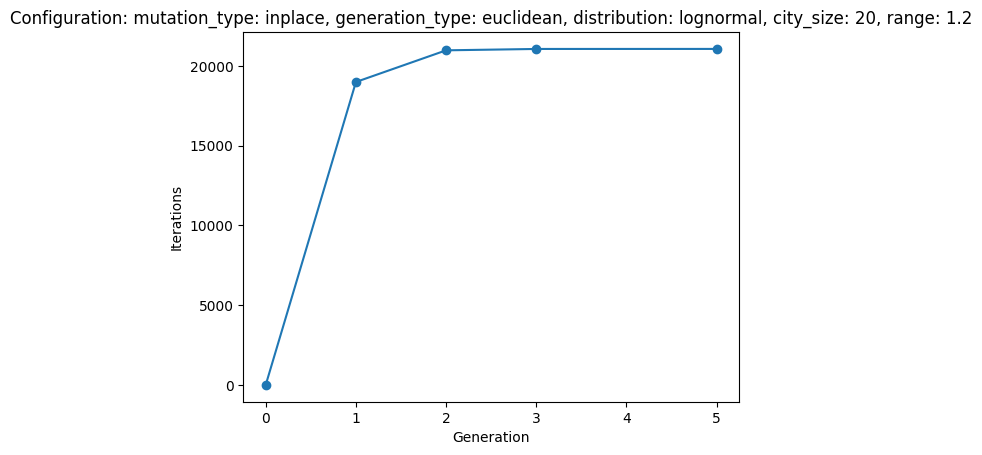 Configuration: mutation_type: inplace, generation_type: euclidean, distribution: lognormal, city_size: 20, range: 1.2
20000
15000
10000
5000
0
Iterations
0 1 2 3 4 5
Generation